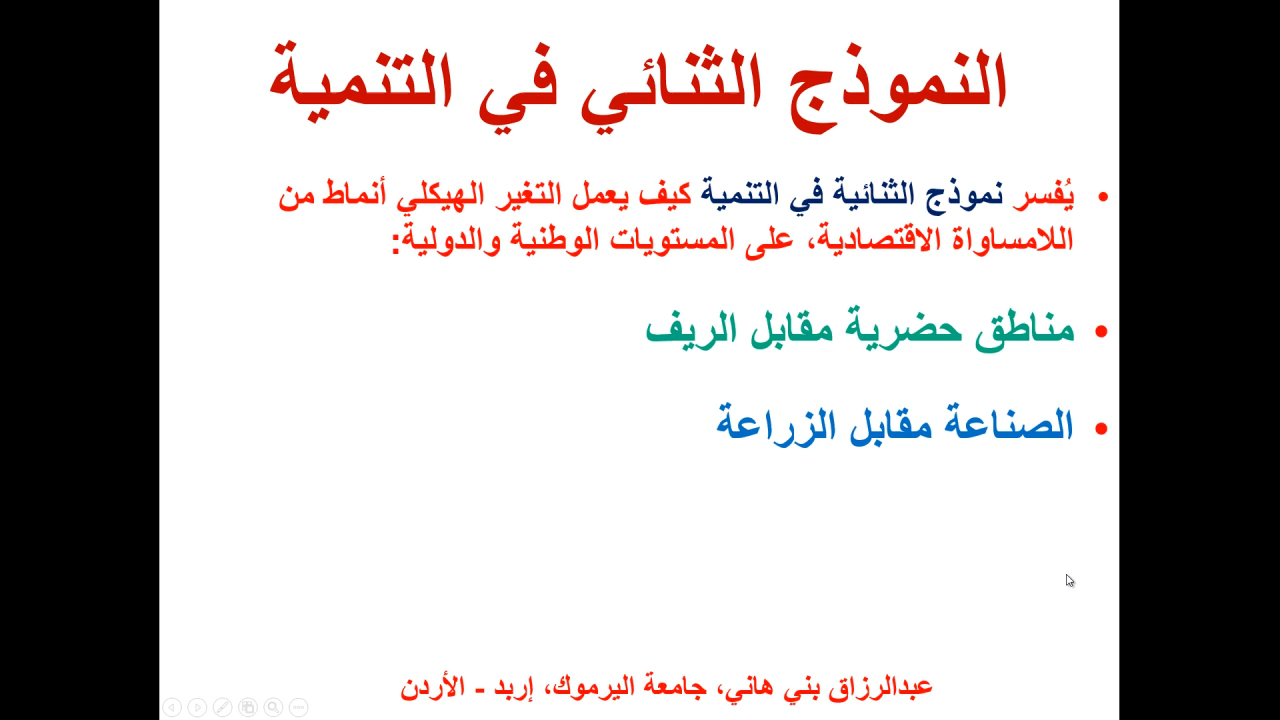 النموذج الثنائي في التنمية
• يُفسر نموذج الثنائية في التنمية كيف يعمل التغير الهيكلي أنماط من
اللامساواة الاقتصادية، على المستويات الوطنية والدولية:
• مناطق حضرية مقابل الريف
• الصناعة مقابل الزراعة
عبدالرزاق بني هاني، جامعة اليرموك، إربد - الأردن